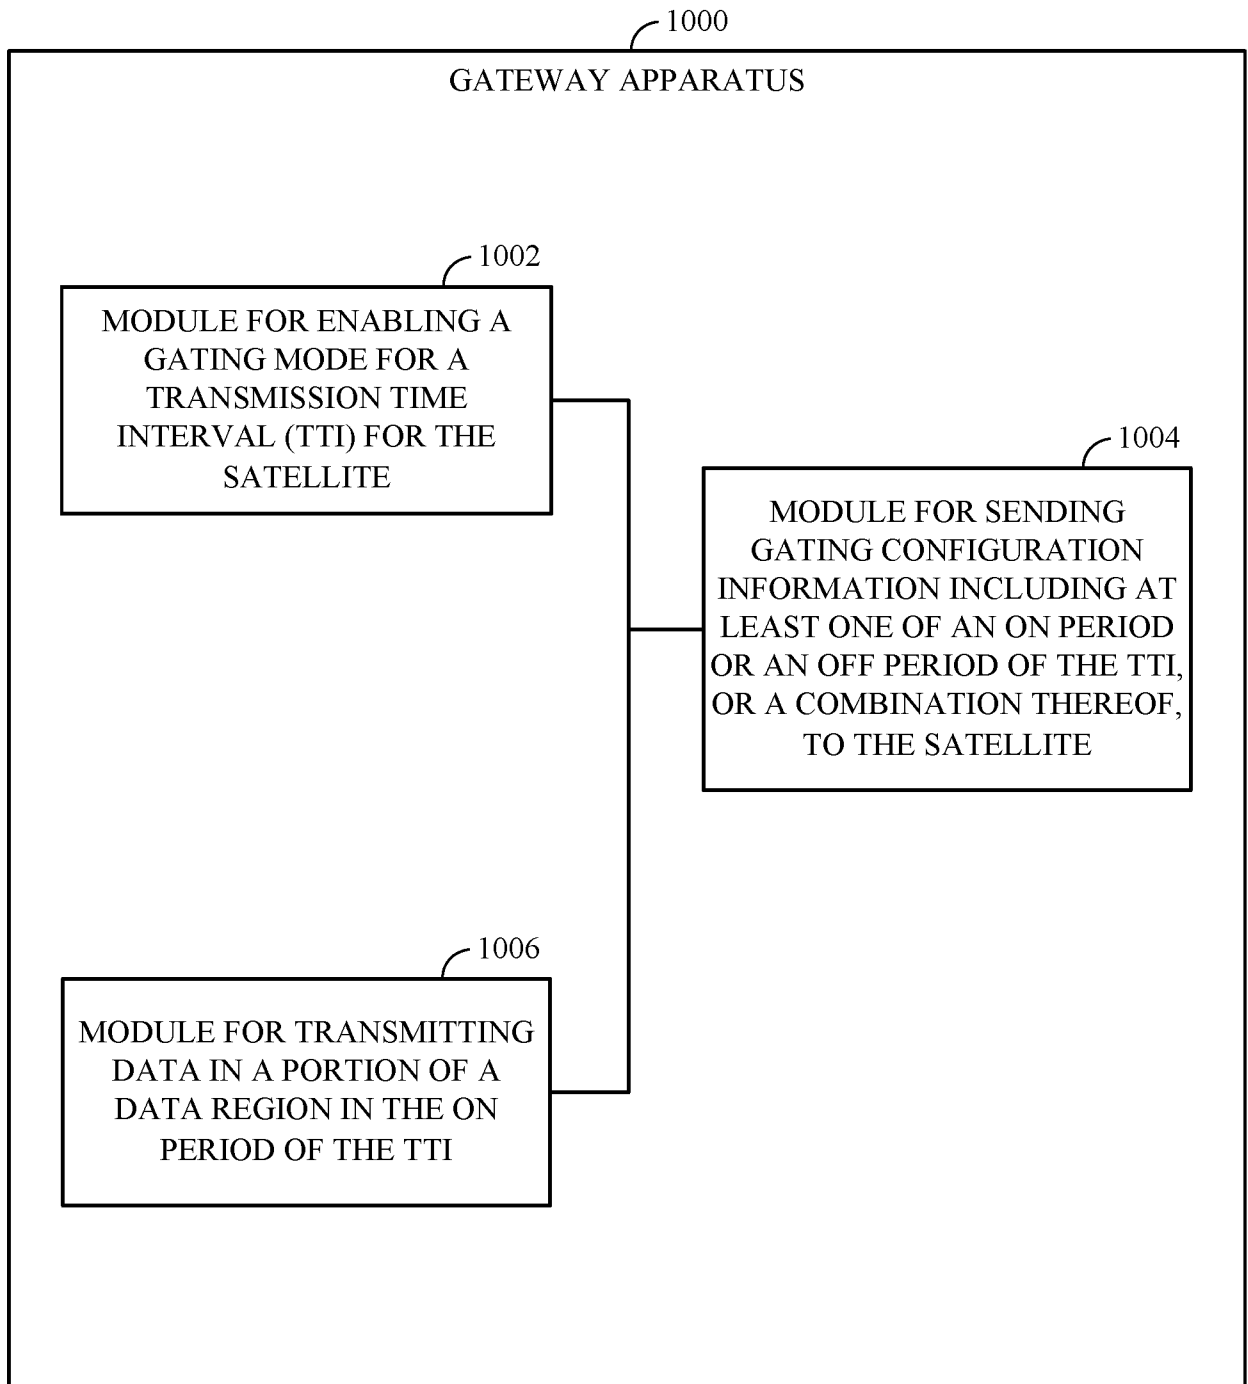 1000
GATEWAY APPARATUS
1002
MODULE FOR ENABLING A
GATING MODE FOR A
TRANSMISSION TIME
INTERVAL (TTI) FOR THE
SATELLITE
1004
MODULE FOR SENDING
GATING CONFIGURATION
INFORMATION INCLUDING AT
LEAST ONE OF AN ON PERIOD
OR AN OFF PERIOD OF THE TTI,
OR A COMBINATION THEREOF,
TO THE SATELLITE
1006
MODULE FOR TRANSMITTING
DATA IN A PORTION OF A
DATA REGION IN THE ON
PERIOD OF THE TTI